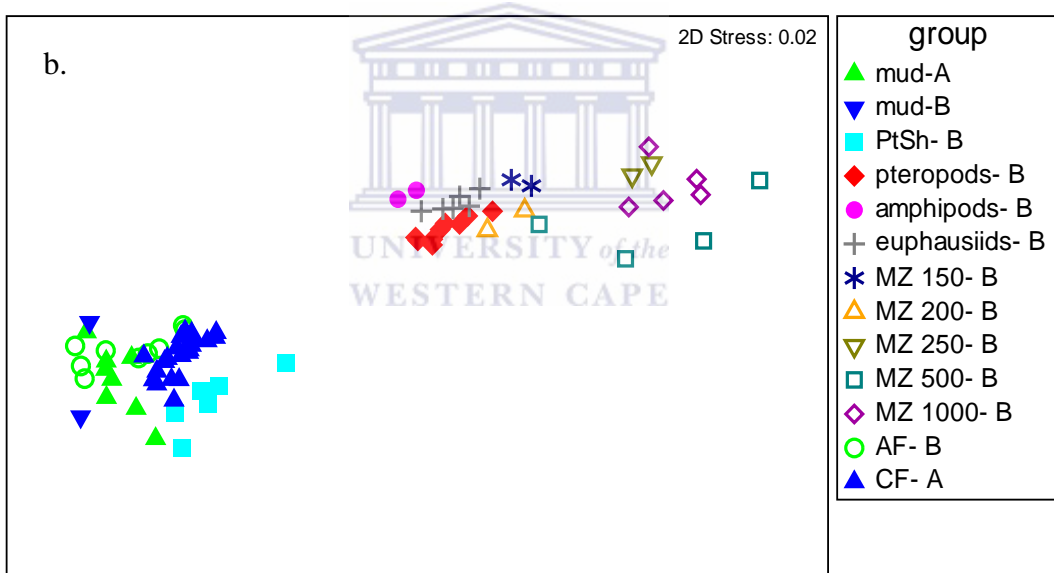 b.
2D Stress: 0.02
UNIVERSITY of the
WESTERN CAPE
group
mud-A
mud-B
PtSh- B
pteropods- B
amphipods- B
euphausiids- B
MZ 150- B
MZ 200- B
MZ 250- B
MZ 500- B
MZ 1000- B
AF- B
CF- A